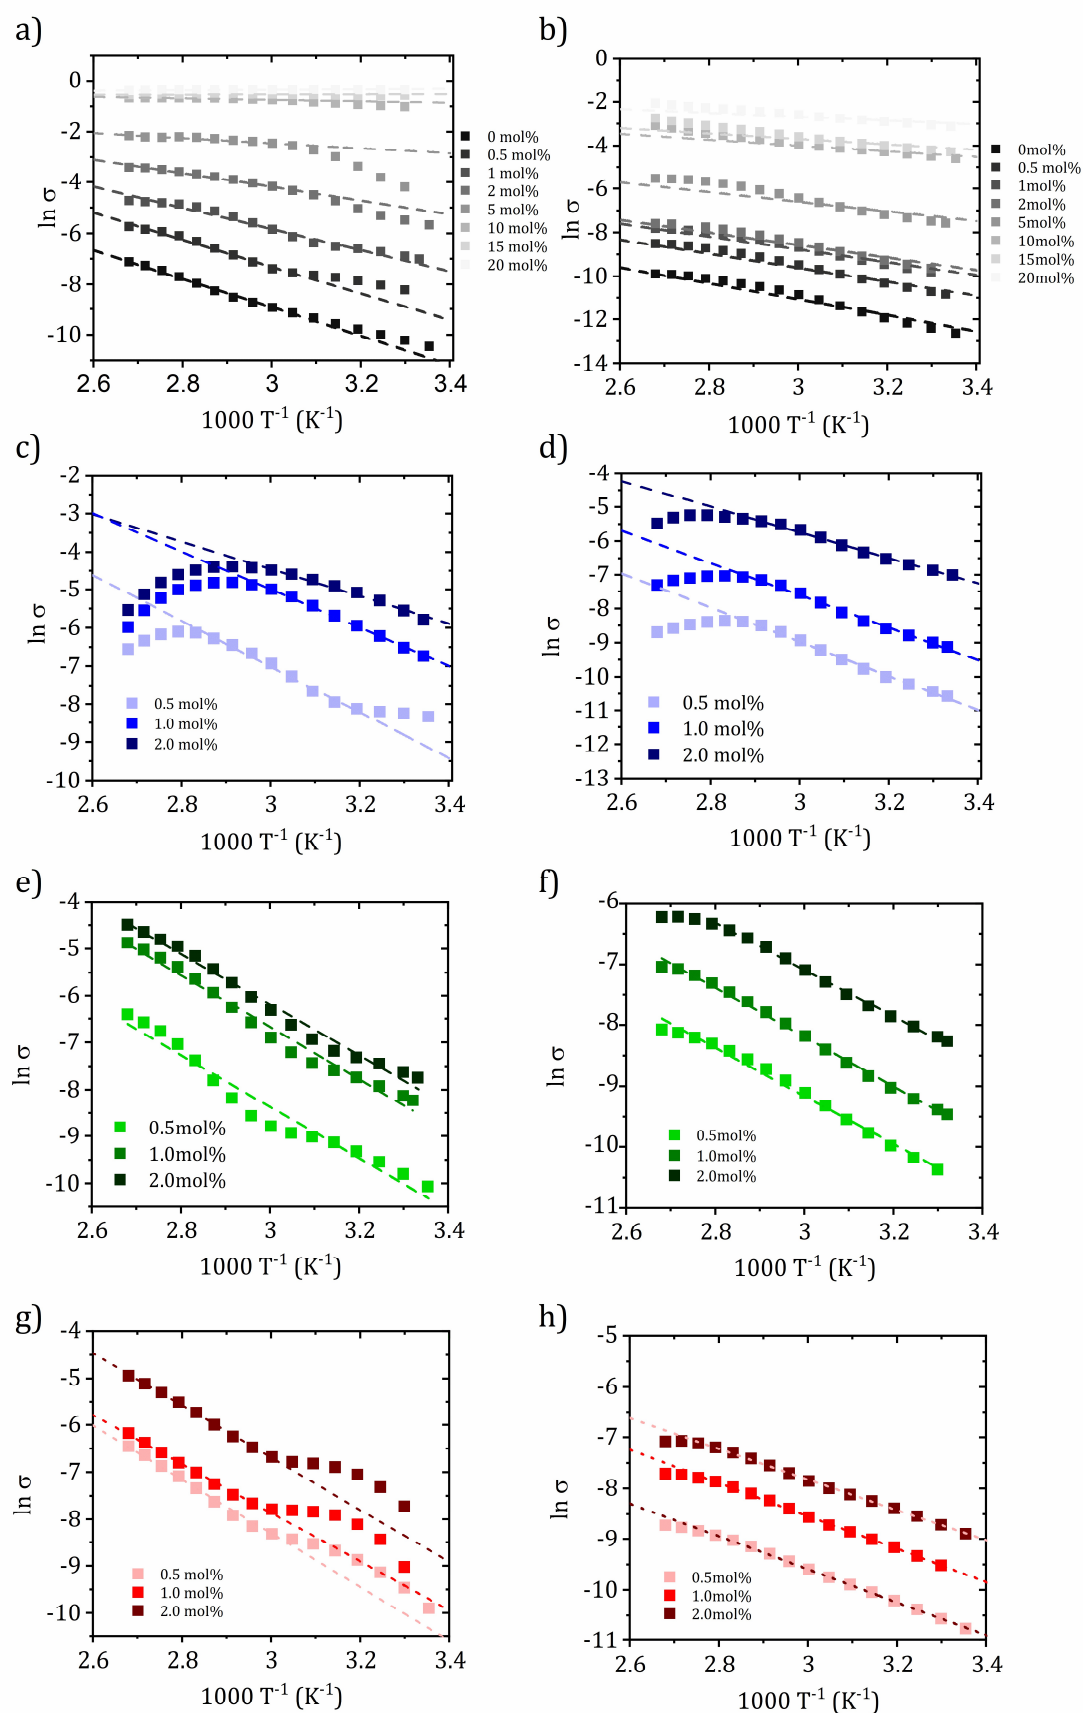 a)
0
-2
-4
-6
-8
-10
ln σ
2.6 2.8 3 3.2 3.4
1000 T⁻¹ (K⁻¹)
0 mol%
0.5 mol%
1 mol%
2 mol%
5 mol%
10 mol%
15 mol%
20 mol%
b)
0
-2
-4
-6
-8
-10
-12
-14
ln σ
2.6 2.8 3.0 3.2 3.4
1000 T⁻¹ (K⁻¹)
0mol%
0.5 mol%
1mol%
2mol%
5mol%
10mol%
15mol%
20mol%
c)
-2
-3
-4
-5
-6
-7
-8
-9
-10
ln σ
0.5 mol%
1.0 mol%
2.0 mol%
2.6 2.8 3 3.2 3.4
1000 T⁻¹ (K⁻¹)
d)
-4
-5
-6
-7
-8
-9
-10
-11
-12
-13
ln σ
0.5 mol%
1.0 mol%
2.0 mol%
2.6 2.8 3 3.2 3.4
1000 T⁻¹ (K⁻¹)
e)
-4
-5
-6
-7
-8
-9
-10
ln σ
0.5mol%
1.0mol%
2.0mol%
2.6 2.8 3 3.2 3.4
1000 T⁻¹ (K⁻¹)
f)
-6
-7
-8
-9
-10
-11
ln σ
0.5mol%
1.0mol%
2.0mol%
2.6 2.8 3 3.2 3.4
1000 T⁻¹ (K⁻¹)
g)
-4
-5
-6
-7
-8
-9
-10
ln σ
0.5 mol%
1.0 mol%
2.0 mol%
2.6 2.8 3 3.2 3.4
1000 T⁻¹ (K⁻¹)
h)
-5
-6
-7
-8
-9
-10
-11
ln σ
0.5mol%
1.0mol%
2.0mol%
2.6 2.8 3 3.2 3.4
1000 T⁻¹ (K⁻¹)